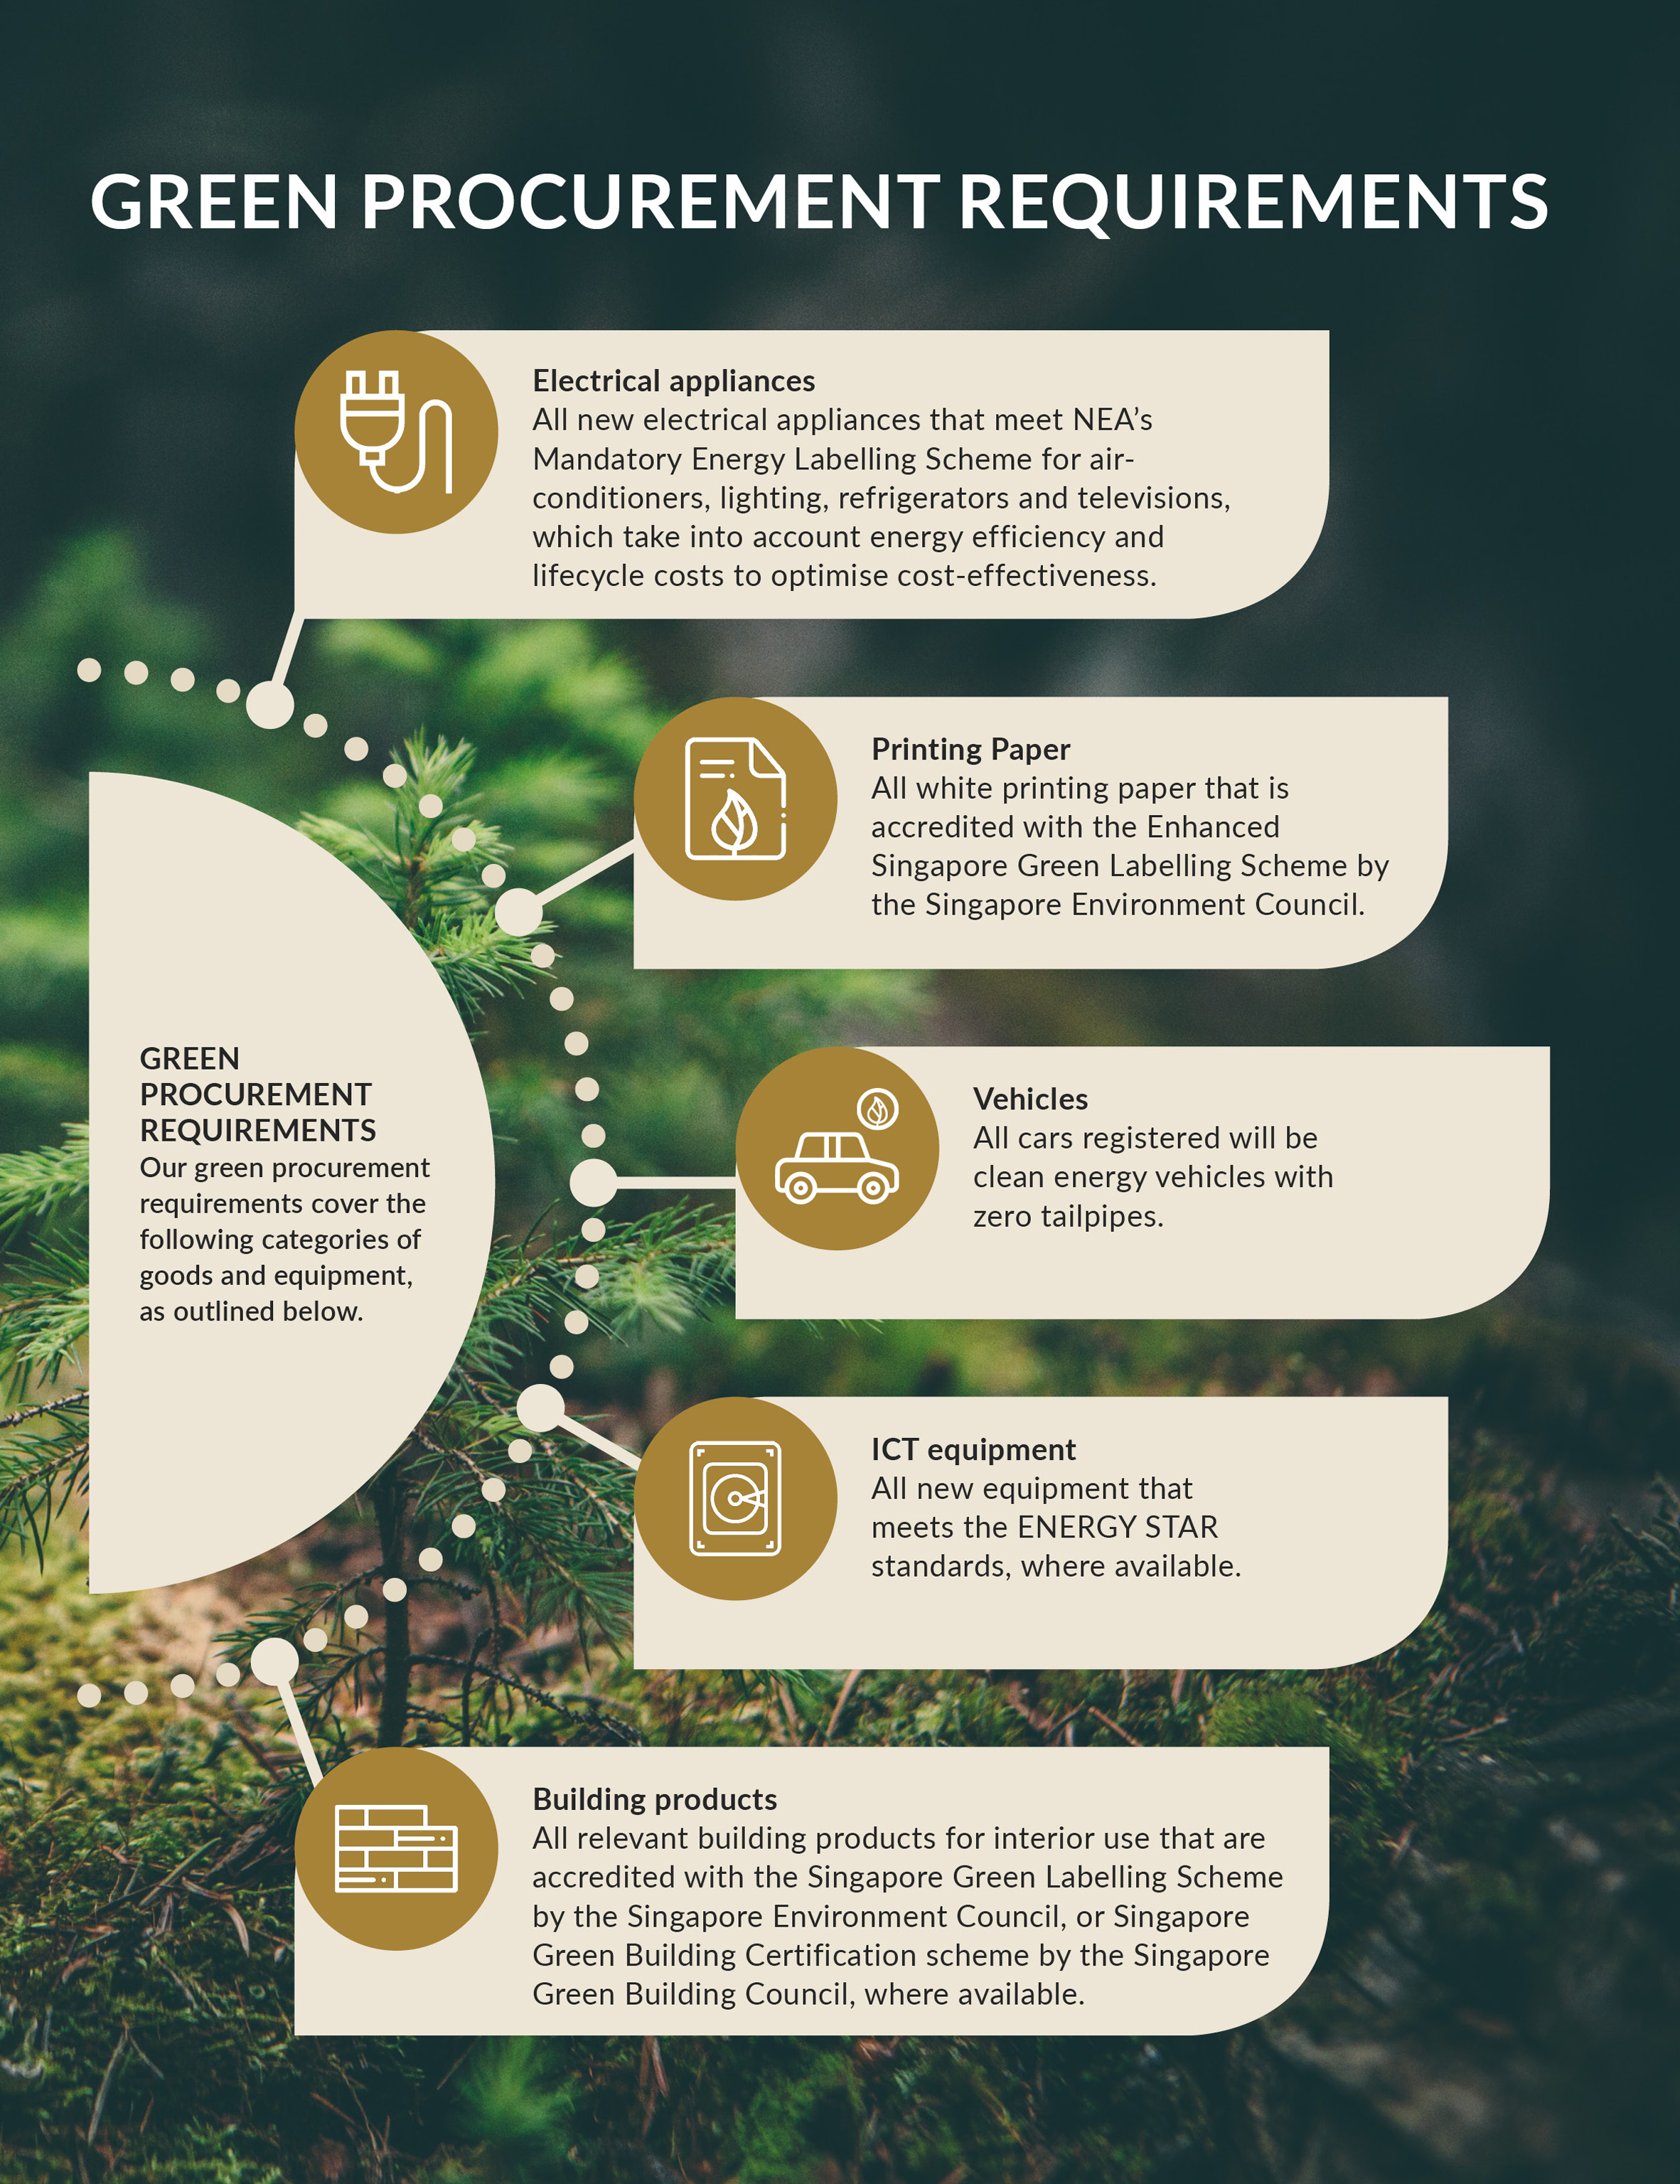 GREEN PROCUREMENT REQUIREMENTS
Electrical appliances
All new electrical appliances that meet NEA’s
Mandatory Energy Labelling Scheme for air-
conditioners, lighting, refrigerators and televisions,
which take into account energy efficiency and
lifecycle costs to optimise cost-effectiveness.
Printing Paper
All white printing paper that is
accredited with the Enhanced
Singapore Green Labelling Scheme by
the Singapore Environment Council.
GREEN
PROCUREMENT
REQUIREMENTS
Our green procurement
requirements cover the
following categories of
goods and equipment,
as outlined below.
Vehicles
All cars registered will be
clean energy vehicles with
zero tailpipes.
ICT equipment
All new equipment that
meets the ENERGY STAR
standards, where available.
Building products
All relevant building products for interior use that are
accredited with the Singapore Green Labelling Scheme
by the Singapore Environment Council, or Singapore
Green Building Certification scheme by the Singapore
Green Building Council, where available.